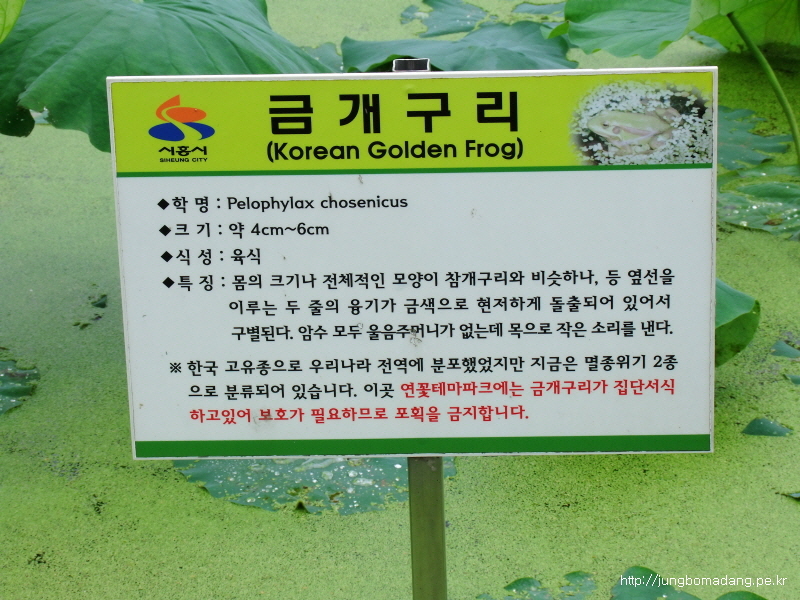 금개구리
(Korean Golden Frog)
시흥시
SIHEUNG CITY
◆학 명 : Pelophylax chosenicus
◆크 기 : 약 4cm~6cm
◆식 성 : 육식
◆특 징 : 몸의 크기나 전체적인 모양이 참개구리와 비슷하나, 등 옆선을
이루는 두 줄의 융기가 금색으로 현저하게 돌출되어 있어서
구별된다. 암수 모두 울음주머니가 없는데 목으로 작은 소리를 낸다.
※ 한국 고유종으로 우리나라 전역에 분포했었지만 지금은 멸종위기 2종
으로 분류되어 있습니다. 이곳 연꽃테마파크에는 금개구리가 집단서식
하고있어 보호가 필요하므로 포획을 금지합니다.
http://jungbomadang.pe.kr